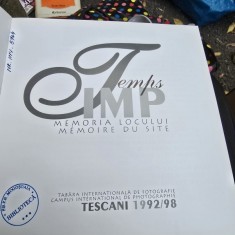 Temps
TIMP
MEMORIA LOCULUI
MÉMOIRE DU SITE
TABĂRA INTERNAȚIONALĂ DE FOTOGRAFIE
CAMPUS INTERNATIONAL DE PHOTOGRAPHIE
TESCANI 1992/98
BIBLIOTECA